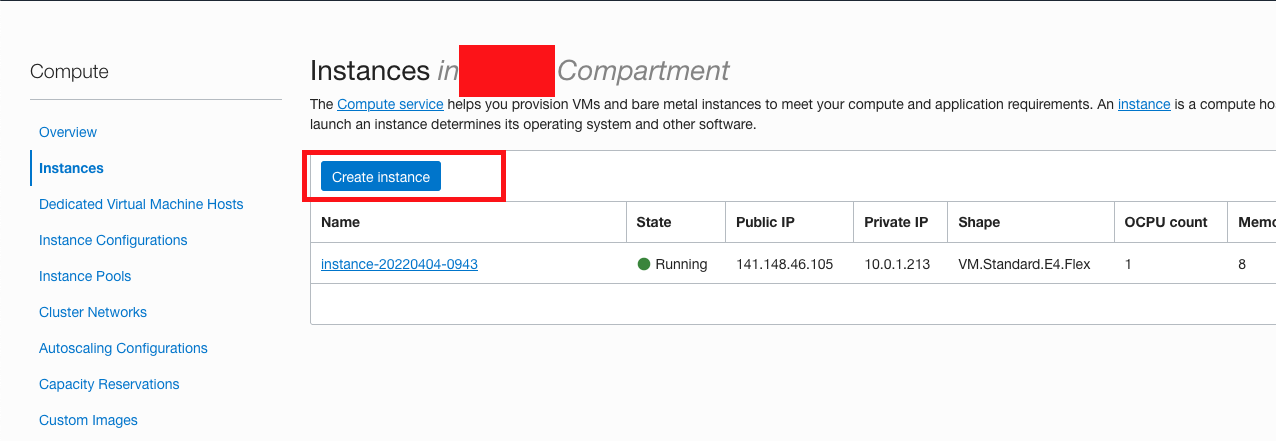 Compute
Overview
Instances
Dedicated Virtual Machine Hosts
Instance Configurations
Instance Pools
Cluster Networks
Autoscaling Configurations
Capacity Reservations
Custom Images
Instances in Compartment
The Compute service helps you provision VMs and bare metal instances to meet your compute and application requirements. An instance is a compute ho
launch an instance determines its operating system and other software.
Create instance
Name State Public IP Private IP Shape OCPU count Memo
instance-20220404-0943 Running 141.148.46.105 10.0.1.213 VM.Standard.E4.Flex 1 8